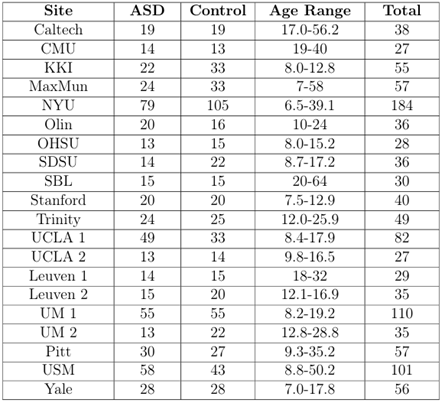 Site ASD Control Age Range Total
Caltech 19 19 17.0-56.2 38
CMU 14 13 19-40 27
KKI 22 33 8.0-12.8 55
MaxMun 24 33 7-58 57
NYU 79 105 6.5-39.1 184
Olin 20 16 10-24 36
OHSU 13 15 8.0-15.2 28
SDSU 14 22 8.7-17.2 36
SBL 15 15 20-64 30
Stanford 20 20 7.5-12.9 40
Trinity 24 25 12.0-25.9 49
UCLA 1 49 33 8.4-17.9 82
UCLA 2 13 14 9.8-16.5 27
Leuven 1 14 15 18-32 29
Leuven 2 15 20 12.1-16.9 35
UM 1 55 55 8.2-19.2 110
UM 2 13 22 12.8-28.8 35
Pitt 30 27 9.3-35.2 57
USM 58 43 8.8-50.2 101
Yale 28 28 7.0-17.8 56